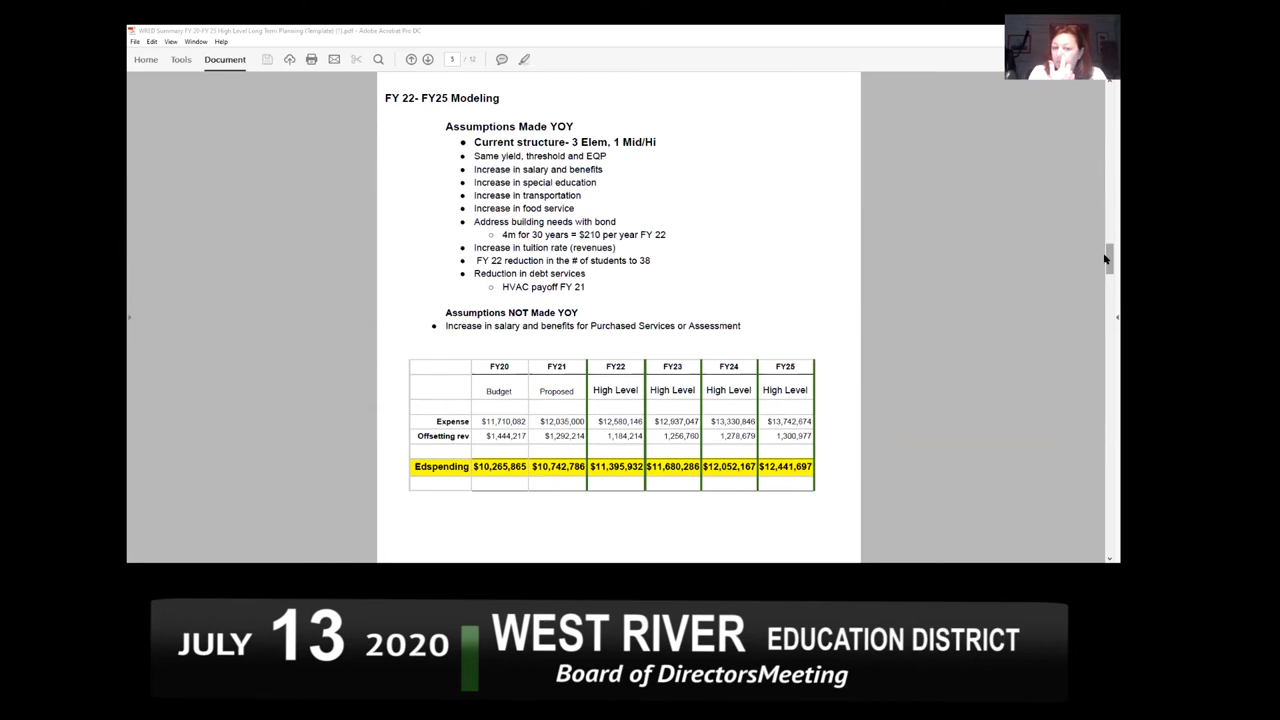 WRED Summary FY 20-FY 25 High Level Long Term Planning (Template) (1).pdf - Adobe Acrobat Pro DC
File Edit View Window Help
Home Tools Document 5 / 12
FY 22- FY25 Modeling
Assumptions Made YOY
● Current structure- 3 Elem, 1 Mid/Hi
● Same yield, threshold and EQP
● Increase in salary and benefits
● Increase in special education
● Increase in transportation
● Increase in food service
● Address building needs with bond
○ 4m for 30 years = $210 per year FY 22
● Increase in tuition rate (revenues)
● FY 22 reduction in the # of students to 38
● Reduction in debt services
○ HVAC payoff FY 21
Assumptions NOT Made YOY
● Increase in salary and benefits for Purchased Services or Assessment
FY20 FY21 FY22 FY23 FY24 FY25
Budget Proposed High Level High Level High Level High Level
Expense $11,710,082 $12,035,000 $12,580,146 $12,937,047 $13,330,846 $13,742,674
Offsetting rev $1,444,217 $1,292,214 1,184,214 1,256,760 1,278,679 1,300,977
Edspending $10,265,865 $10,742,786 $11,395,932 $11,680,286 $12,052,167 $12,441,697
JULY 13 2020 WEST RIVER EDUCATION DISTRICT
Board of DirectorsMeeting